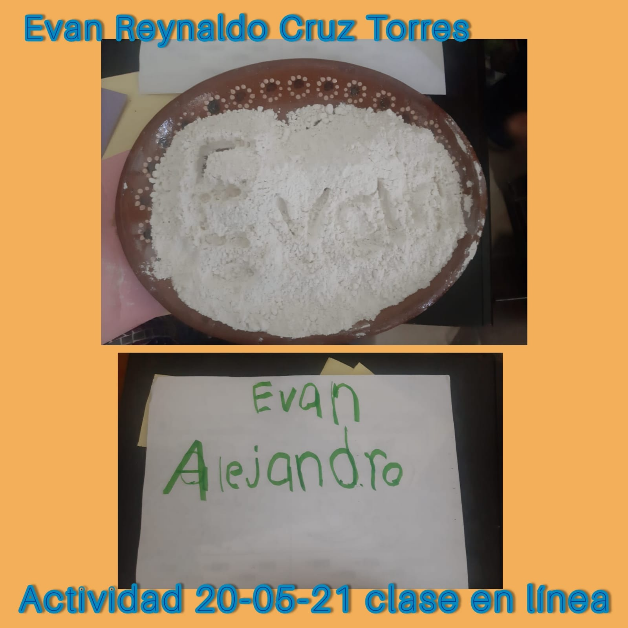 Evan Reynaldo Cruz Torres
Evan
Evan
Alejandro
Actividad 20-05-21 clase en línea